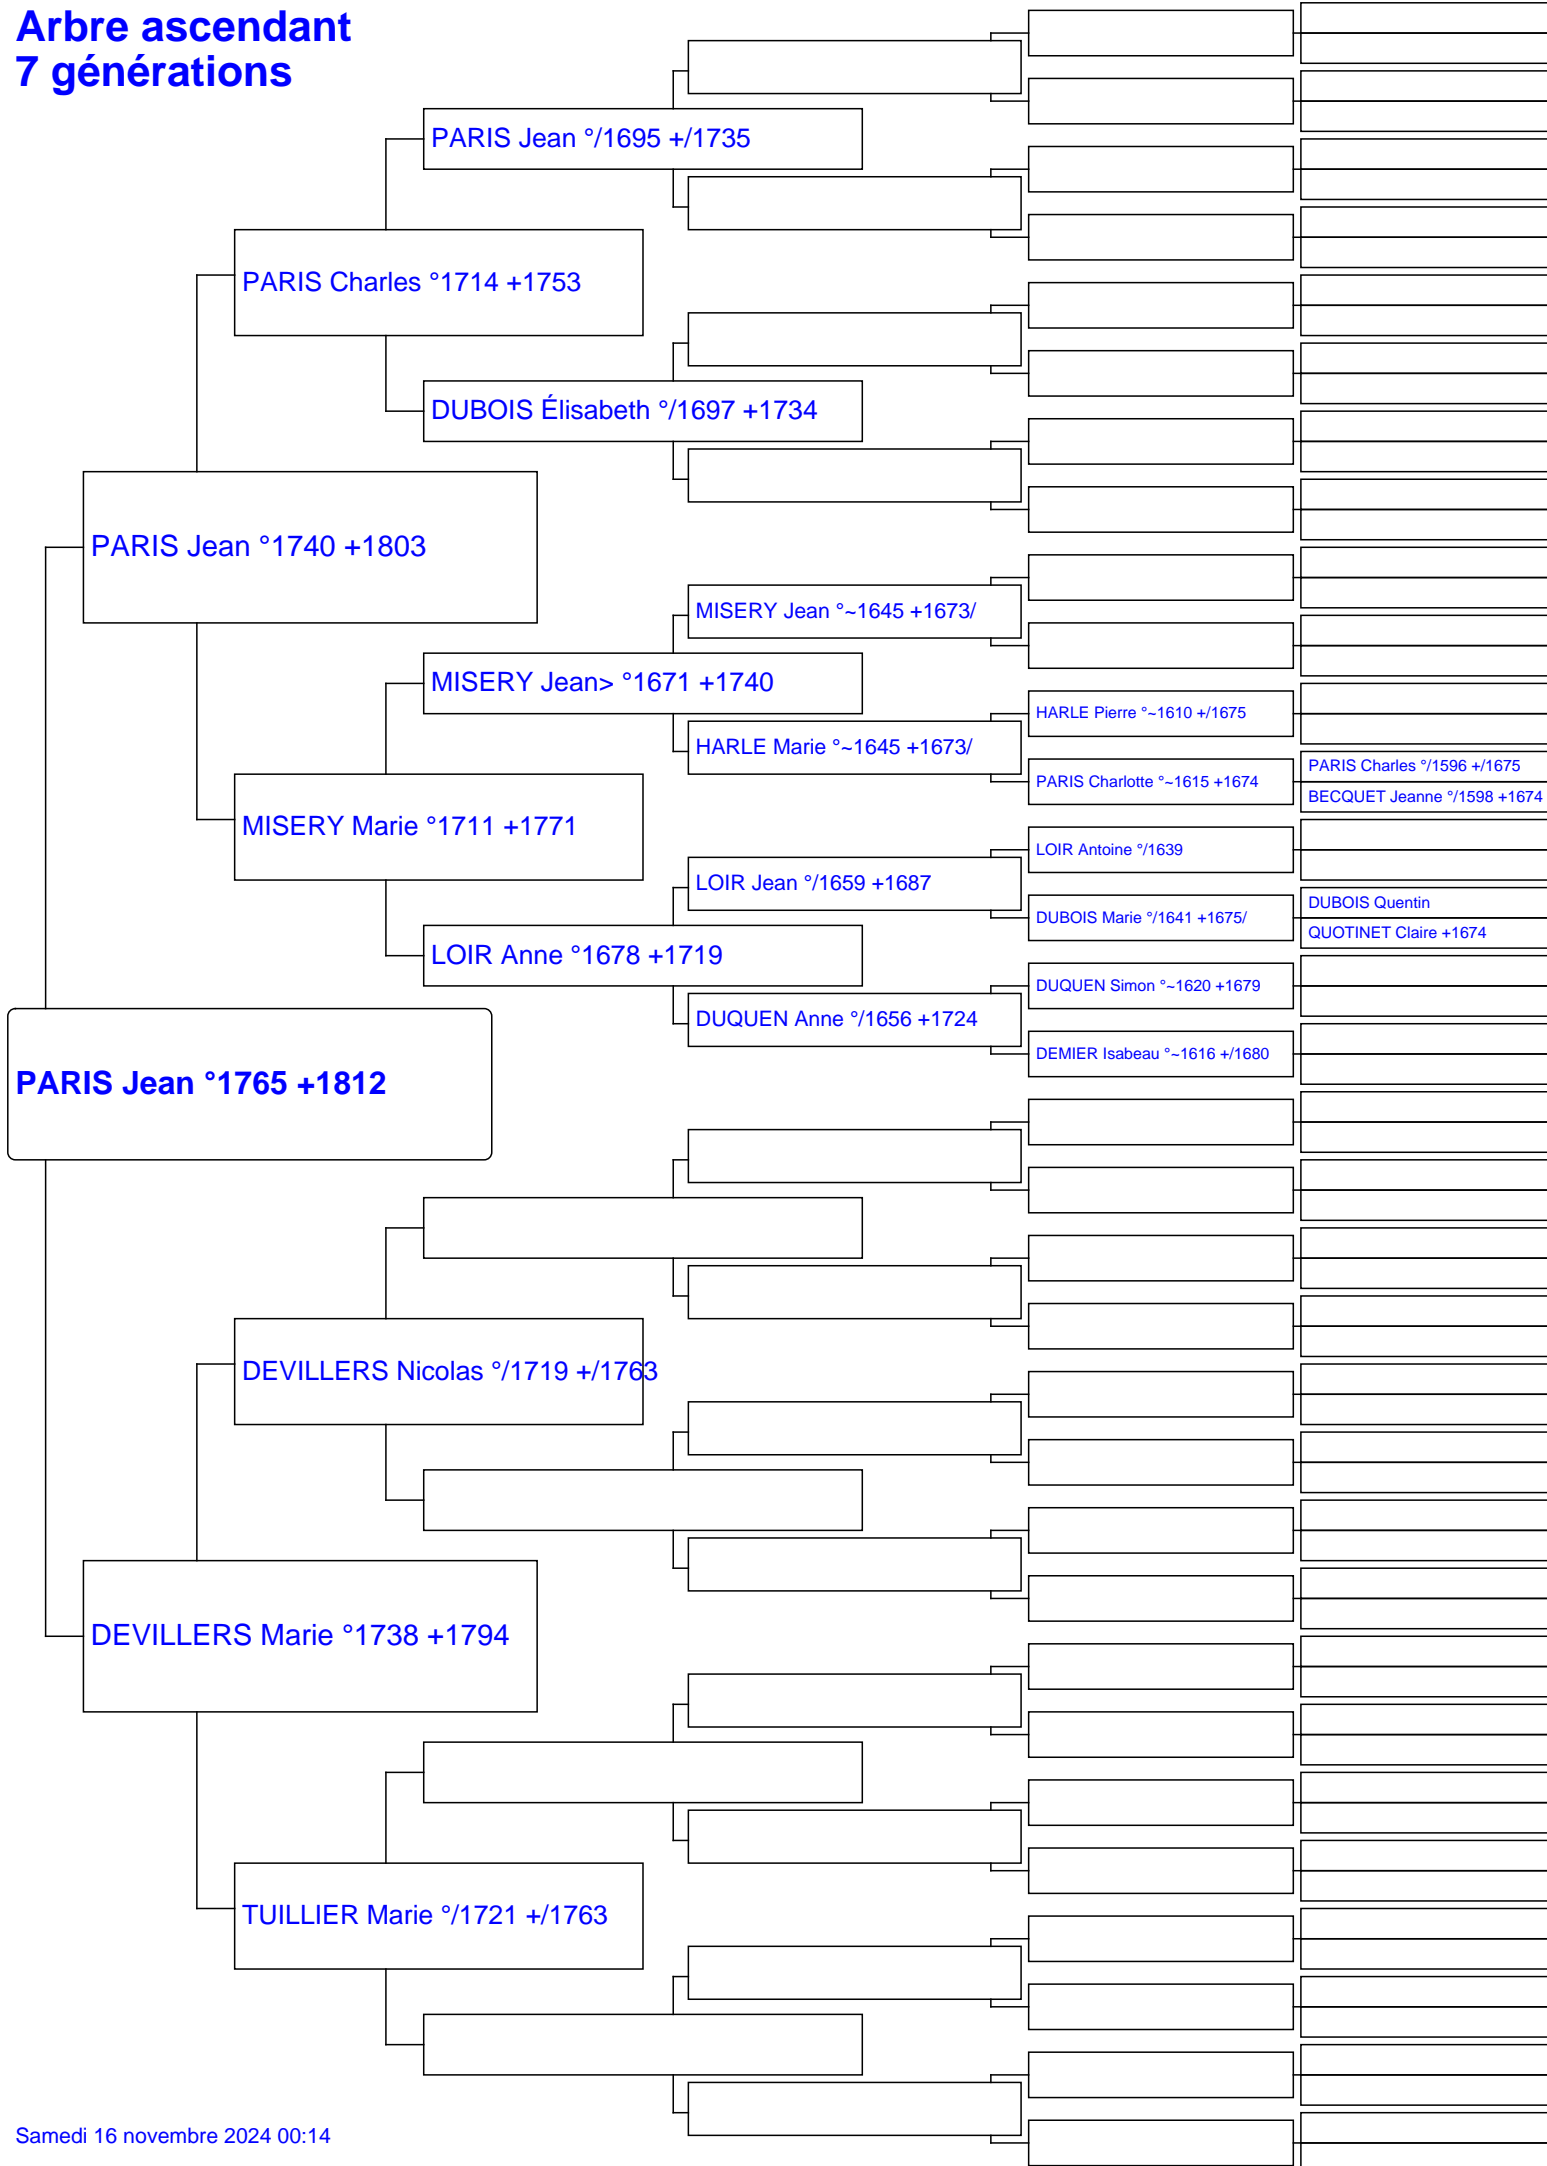 Arbre ascendant
7 générations
PARIS Jean °/1695 +/1735
PARIS Charles °1714 +1753
DUBOIS Élisabeth °/1697 +1734
PARIS Jean °1740 +1803
MISERY Jean °~1645 +1673/
MISERY Jean> °1671 +1740
HARLE Pierre °~1610 +/1675
HARLE Marie °~1645 +1673/
PARIS Charles °/1596 +/1675
PARIS Charlotte °~1615 +1674
BECQUET Jeanne °/1598 +1674
MISERY Marie °1711 +1771
LOIR Antoine °/1639
LOIR Jean °/1659 +1687
DUBOIS Quentin
DUBOIS Marie °/1641 +1675/
QUOTINET Claire +1674
LOIR Anne °1678 +1719
DUQUEN Simon °~1620 +1679
DUQUEN Anne °/1656 +1724
DEMIER Isabeau °~1616 +/1680
PARIS Jean °1765 +1812
DEVILLERS Nicolas °/1719 +/1763
DEVILLERS Marie °1738 +1794
TUILLIER Marie °/1721 +/1763
Samedi 16 novembre 2024 00:14